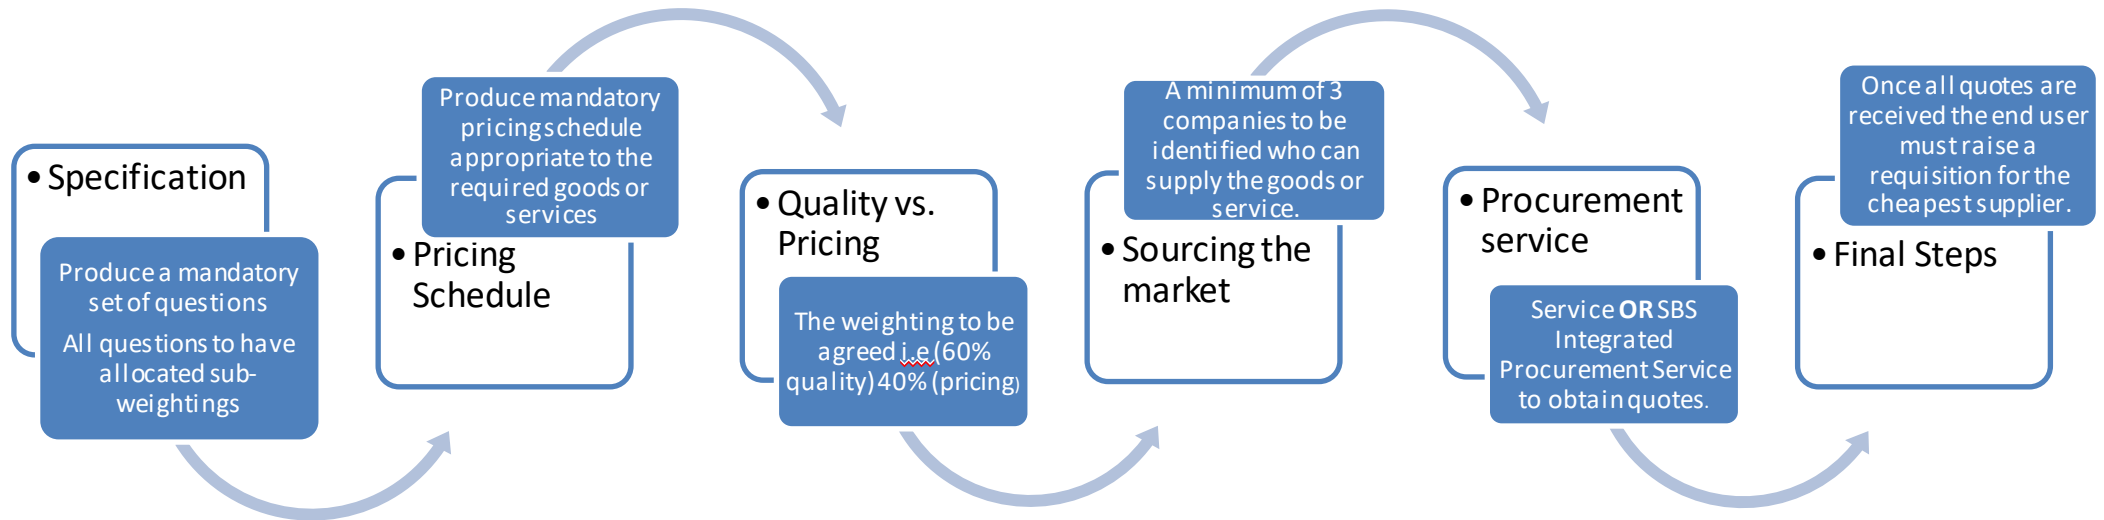 • Specification
Produce a mandatory
set of questions
All questions to have
allocated sub-
weightings
Produce mandatory
pricing schedule
appropriate to the
required goods or
services
• Pricing
Schedule
• Quality vs.
Pricing
The weighting to be
agreed i.e (60%
quality) 40% (pricing)
A minimum of 3
companies to be
identified who can
supply the goods or
service.
• Sourcing the
market
• Procurement
service
Service OR SBS
Integrated
Procurement Service
to obtain quotes.
Once all quotes are
received the end user
must raise a
requisition for the
cheapest supplier.
• Final Steps